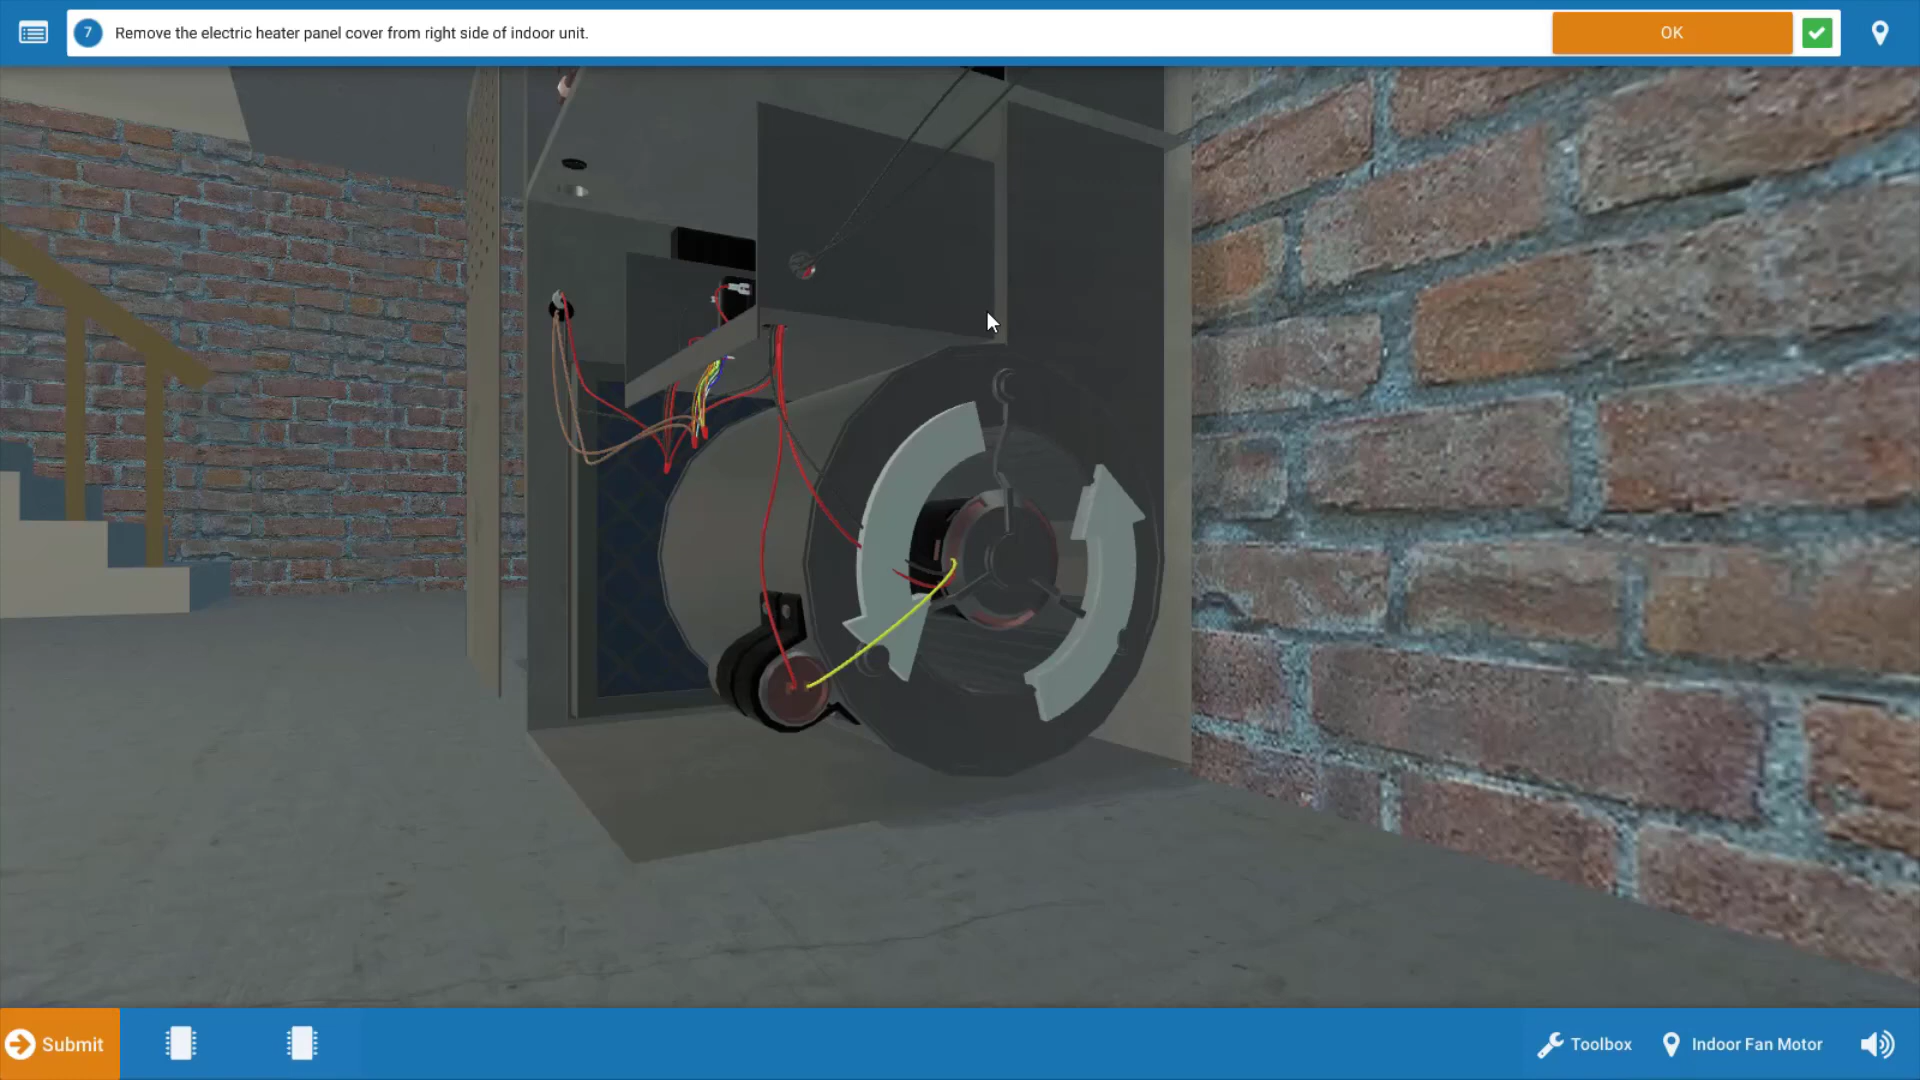 7 Remove the electric heater panel cover from right side of indoor unit.
OK
Submit
Toolbox
Indoor Fan Motor